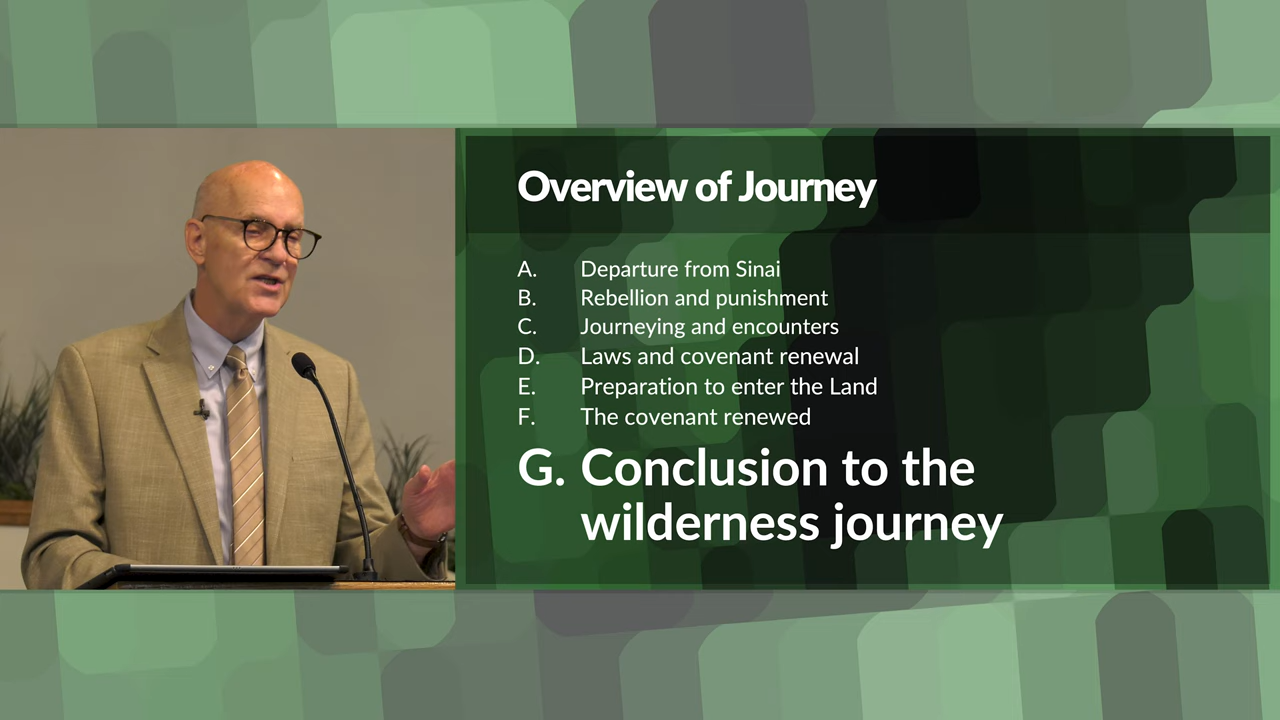 Overview of Journey
A. Departure from Sinai
B. Rebellion and punishment
C. Journeying and encounters
D. Laws and covenant renewal
E. Preparation to enter the Land
F. The covenant renewed
G. Conclusion to the
wilderness journey